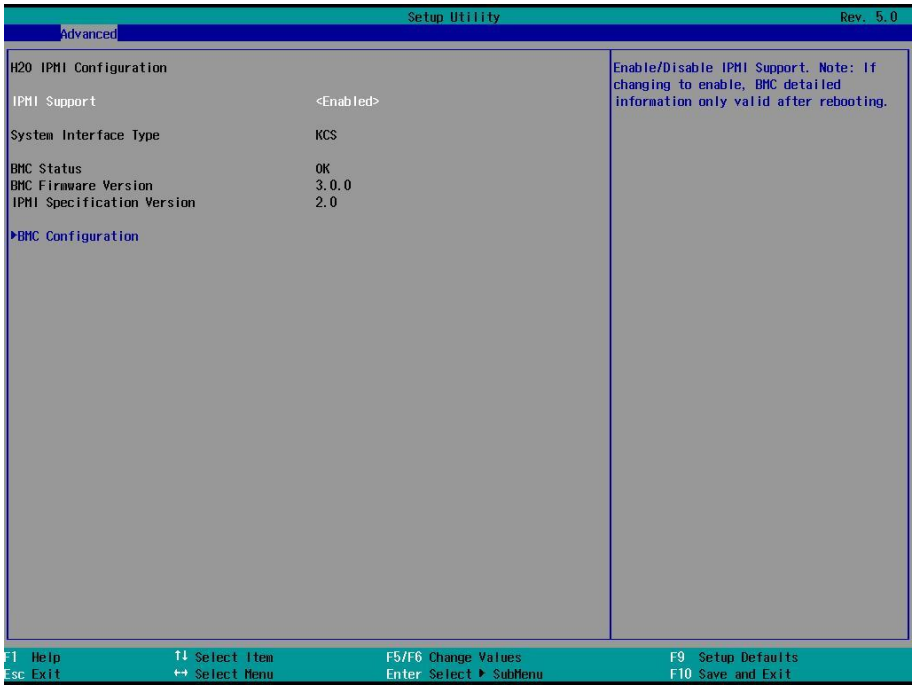 Setup Utility Rev. 5.0
Advanced
H2O IPMI Configuration
IPMI Support <Enabled>
System Interface Type KCS
BMC Status OK
BMC Firmware Version 3.0.0
IPMI Specification Version 2.0
▶BMC Configuration
Enable/Disable IPMI Support. Note: If
changing to enable, BMC detailed
information only valid after rebooting.
F1 Help ↑↓ Select Item F5/F6 Change Values F9 Setup Defaults
Esc Exit ↔ Select Menu Enter Select ▶ SubMenu F10 Save and Exit